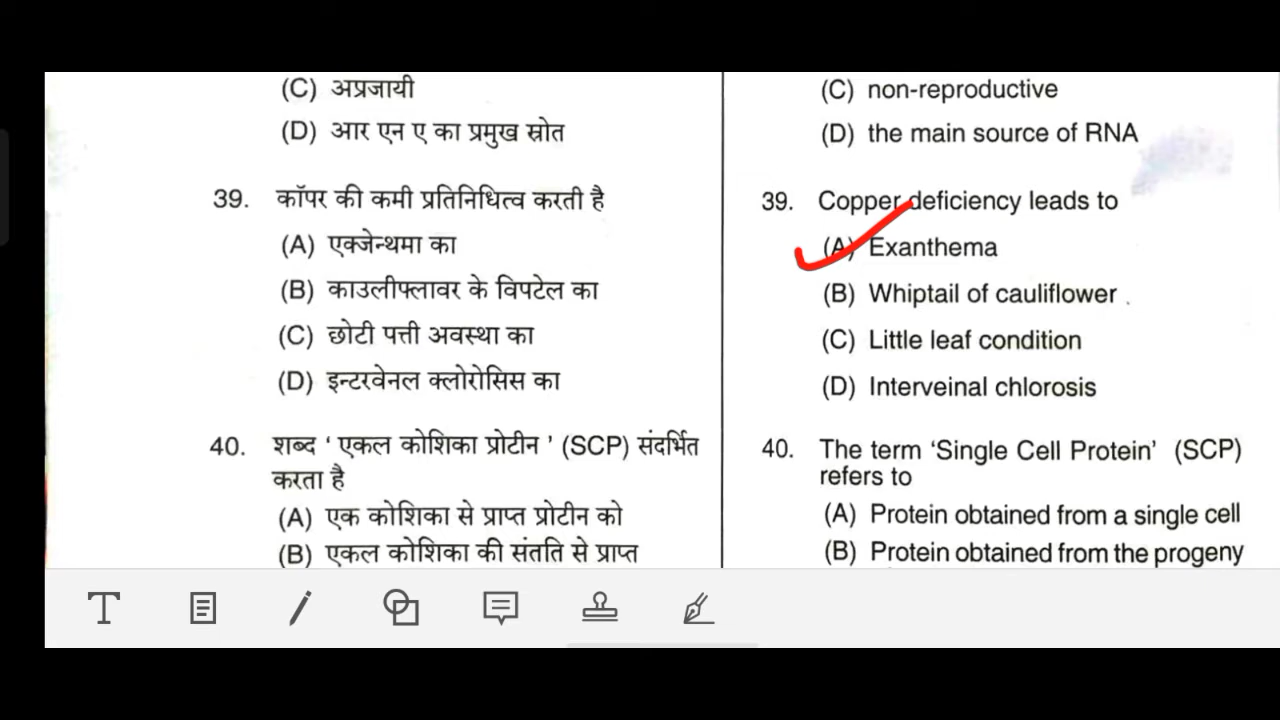 (C) अप्रजायी
(D) आर एन ए का प्रमुख स्रोत
39. कॉपर की कमी प्रतिनिधित्व करती है
(A) एक्जेन्थमा का
(B) काउलीफ्लावर के विपटेल का
(C) छोटी पत्ती अवस्था का
(D) इन्टरवेनल क्लोरोसिस का
40. शब्द ‘ एकल कोशिका प्रोटीन ’ (SCP) संदर्भित
करता है
(A) एक कोशिका से प्राप्त प्रोटीन को
(B) एकल कोशिका की संतति से प्राप्त
(C) non-reproductive
(D) the main source of RNA
39. Copper deficiency leads to
(A) Exanthema
(B) Whiptail of cauliflower
(C) Little leaf condition
(D) Interveinal chlorosis
40. The term ‘Single Cell Protein’ (SCP)
refers to
(A) Protein obtained from a single cell
(B) Protein obtained from the progeny
T